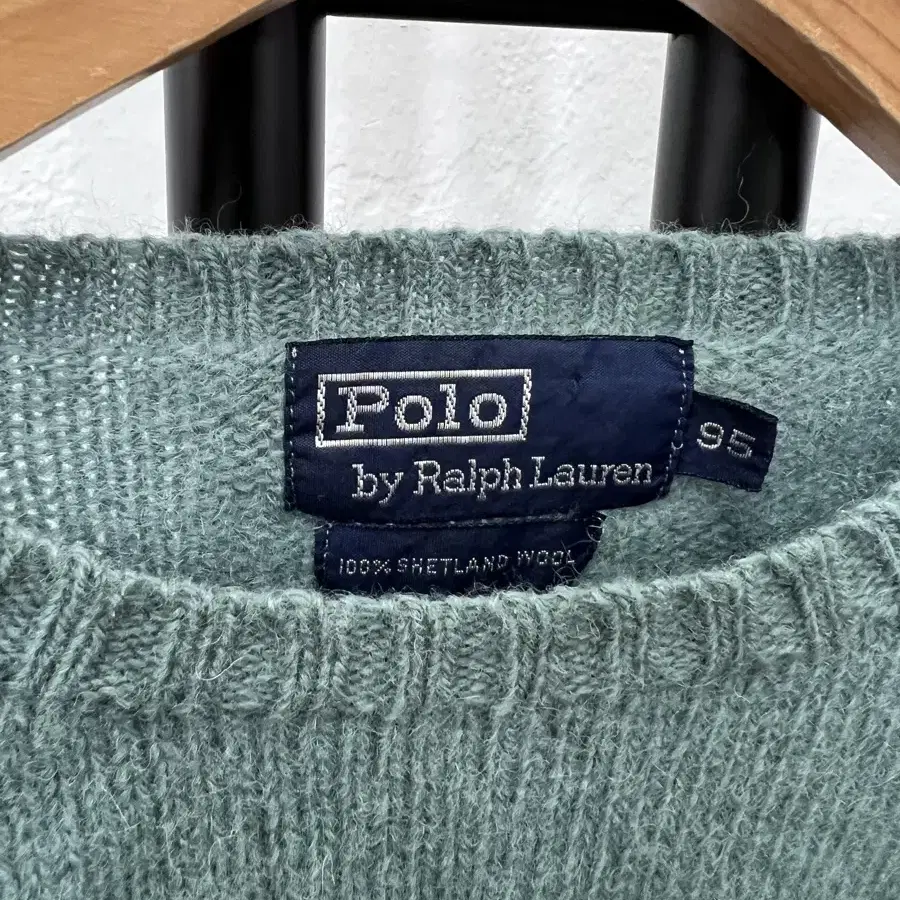 Polo
by Ralph Lauren
95
100% SHETLAND WOOL